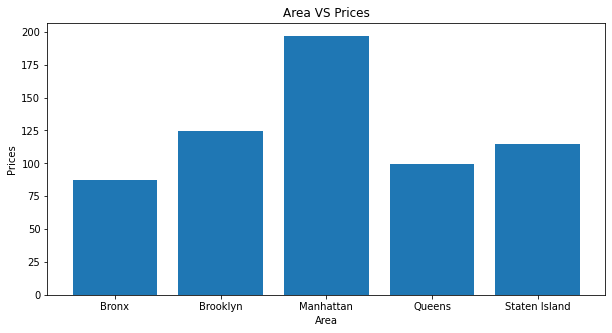 Area VS Prices
Prices
200
175
150
125
100
75
50
25
0
Bronx Brooklyn Manhattan Queens Staten Island
Area